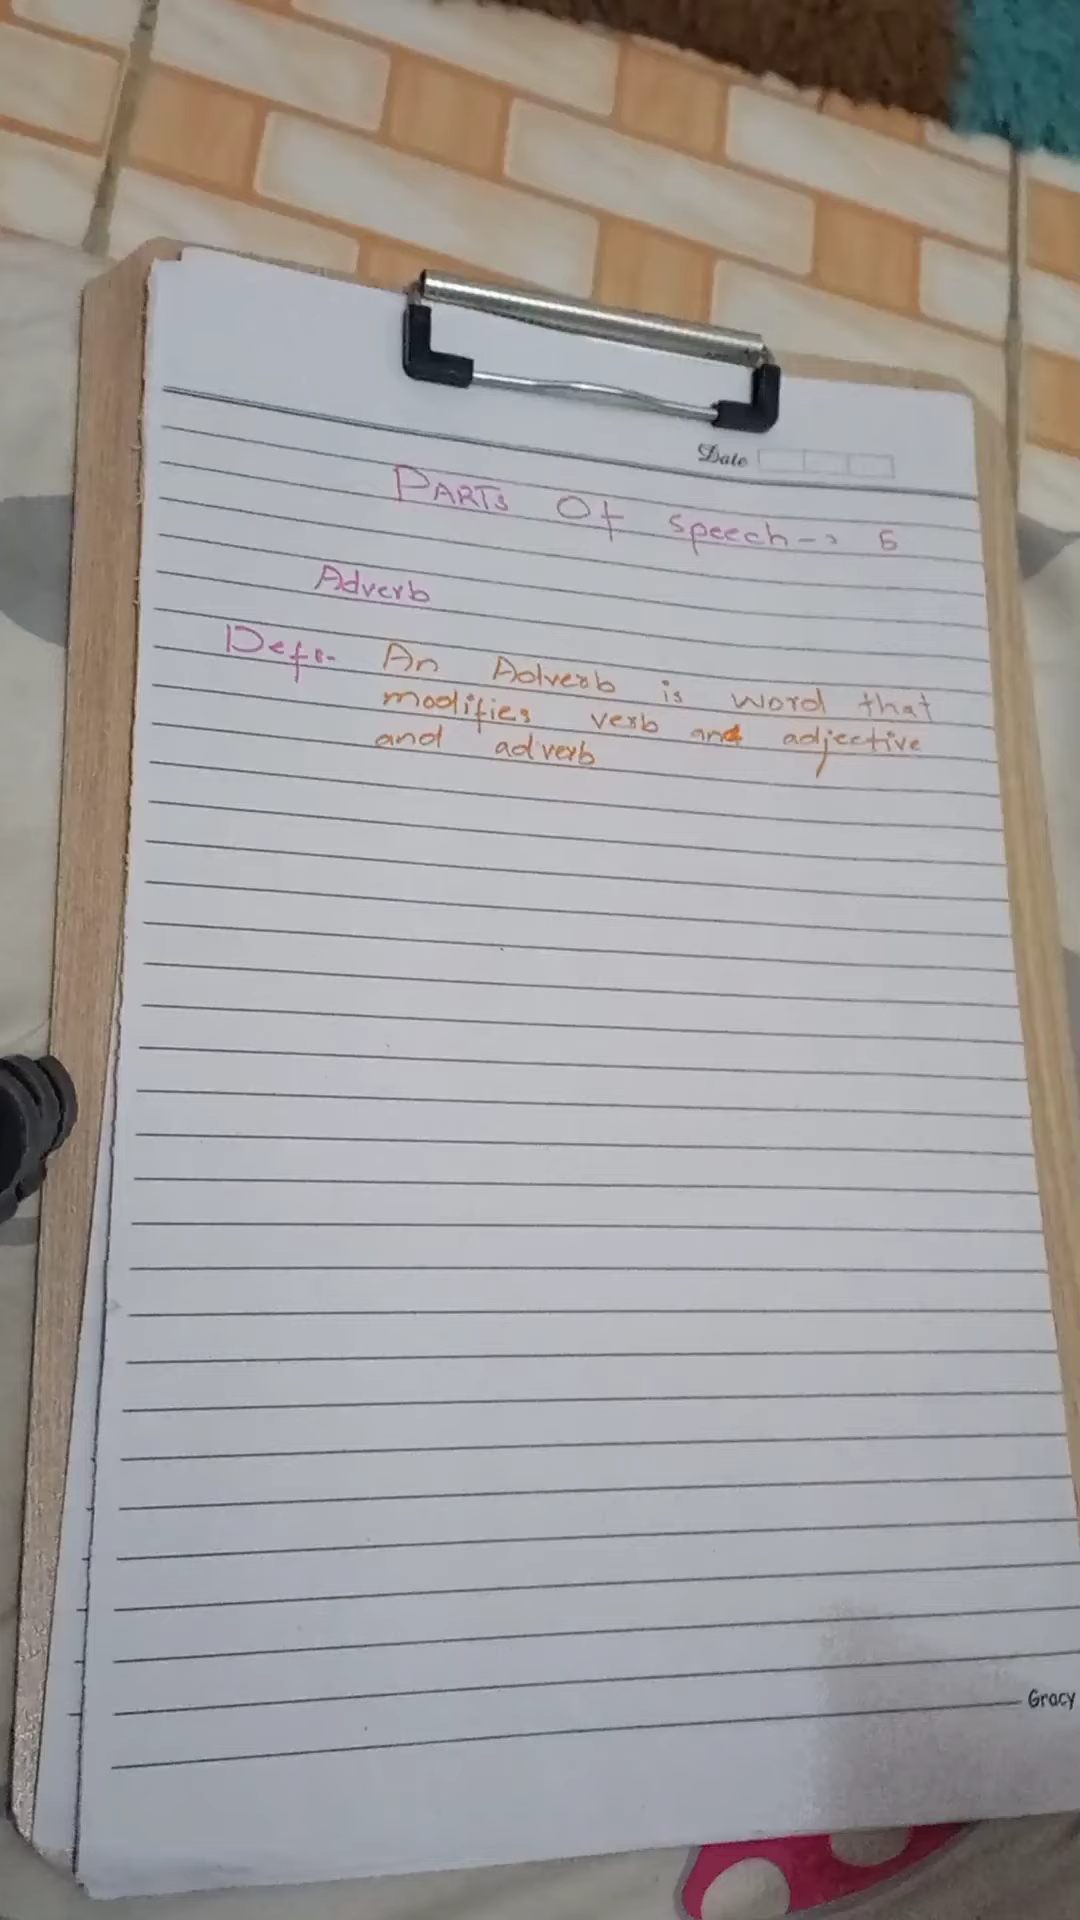 Date
PARTS Of speech --> 5
Adverb
Def:- An Adverb is word that
modifies verb and adjective
and adverb
Gracy